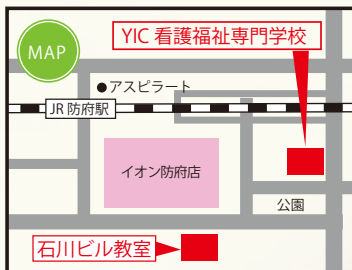 MAP
YIC 看護福祉専門学校
●アスピラート
JR 防府駅
イオン防府店
公園
石川ビル教室